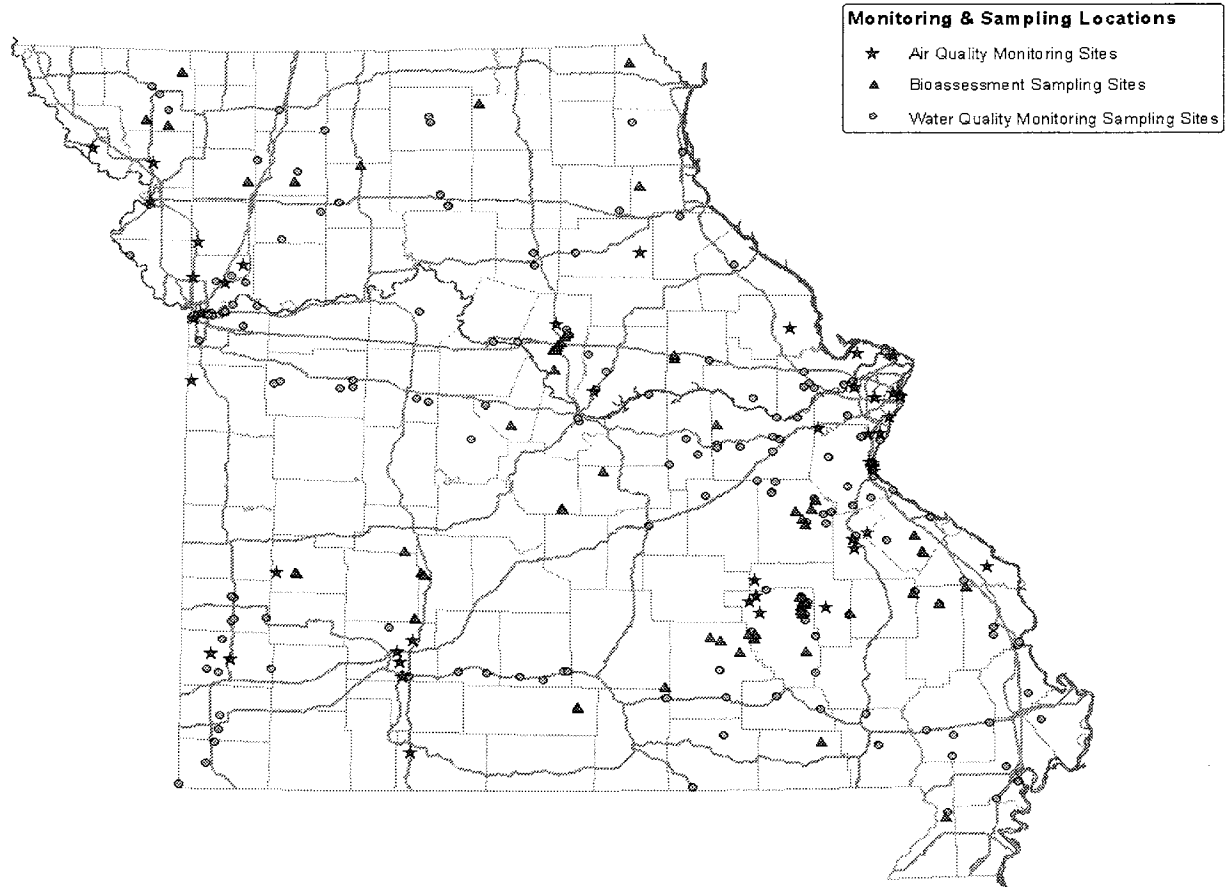 Monitoring & Sampling Locations
Air Quality Monitoring Sites
Bioassessment Sampling Sites
Water Quality Monitoring Sampling Sites